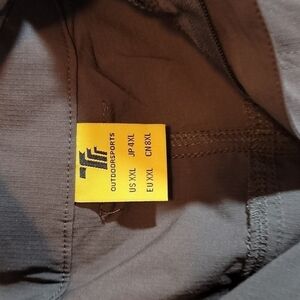 OUTDOORSPORTS
US XXL JP 4XL
EU XXL CN 8XL